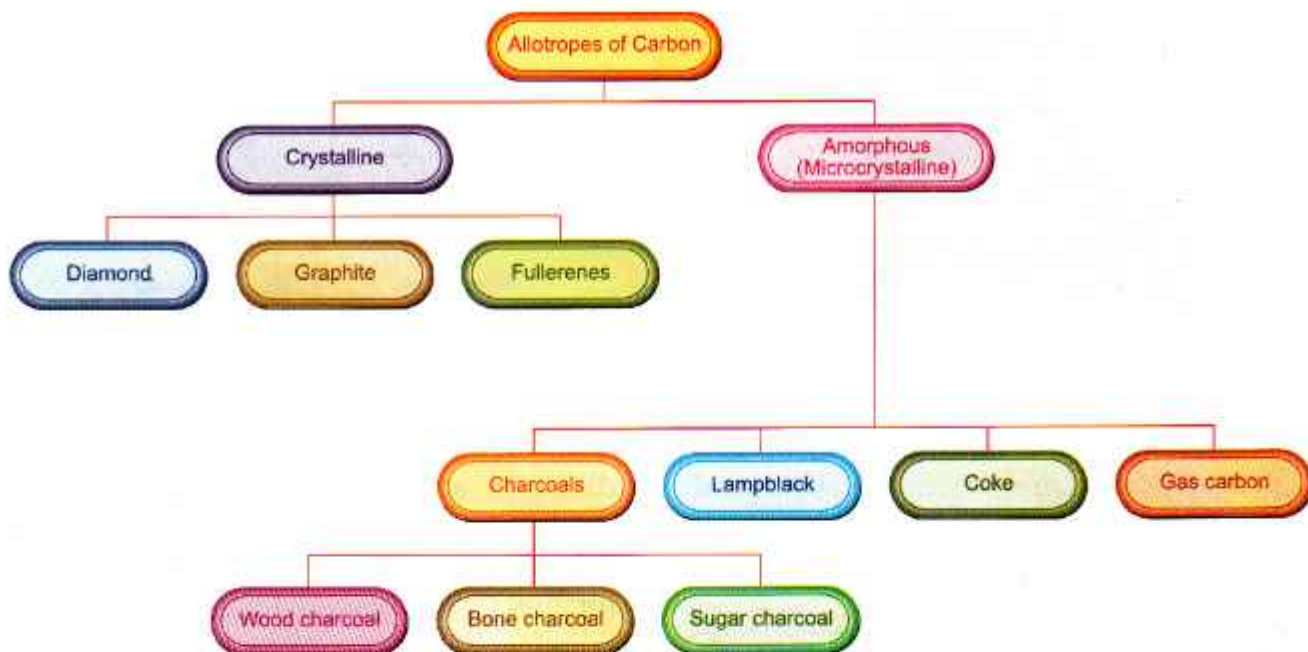 Allotropes of Carbon
Crystalline
Amorphous
(Microcrystalline)
Diamond.
Graphite
Fullerenes
Charcoals
Lampblack
Coke
Gas carbon
Wood charcoal
Bone charcoal
Sugar charcoal